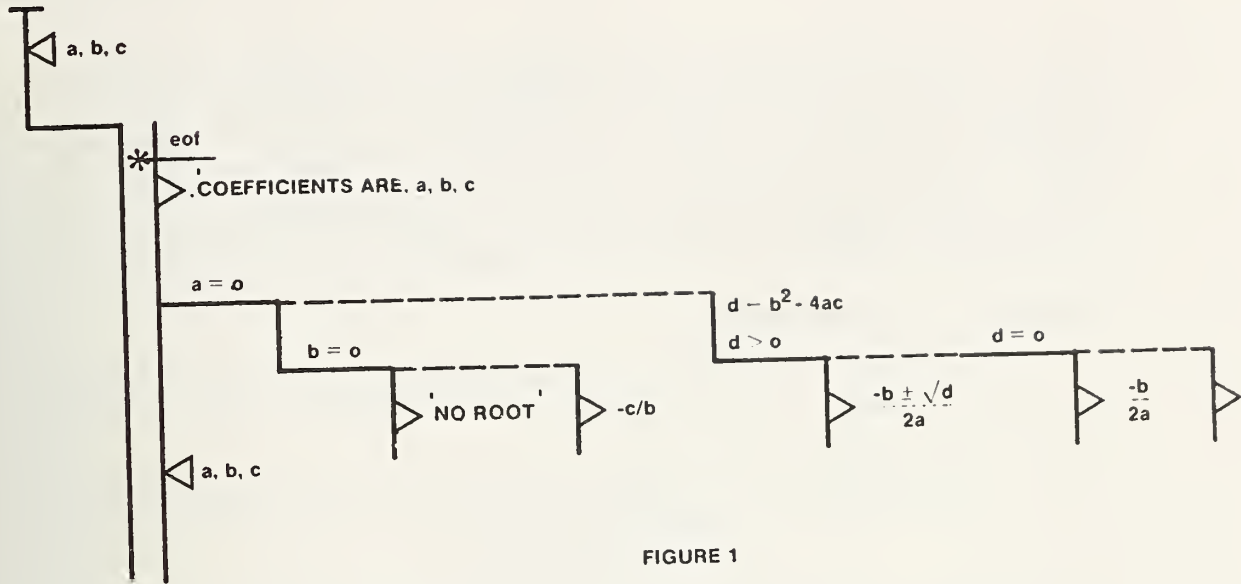 a, b, c
eof
'COEFFICIENTS ARE, a, b, c
a = o
d – b² - 4ac
d > o
d = o
b = o
'NO ROOT'
-c/b
-b ± √d
2a
-b
2a
a, b, c
FIGURE 1